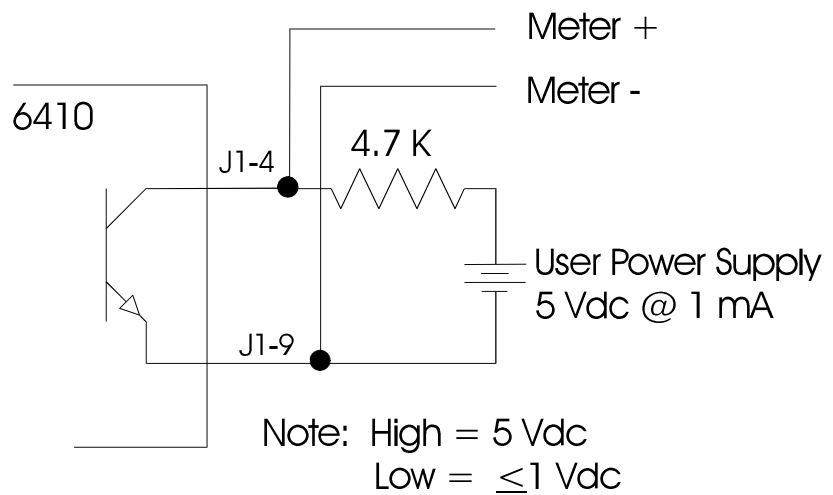 Meter +
Meter -
6410
4.7 K
J1-4
User Power Supply
5 Vdc @ 1 mA
J1-9
Note: High = 5 Vdc
Low = ≤1 Vdc